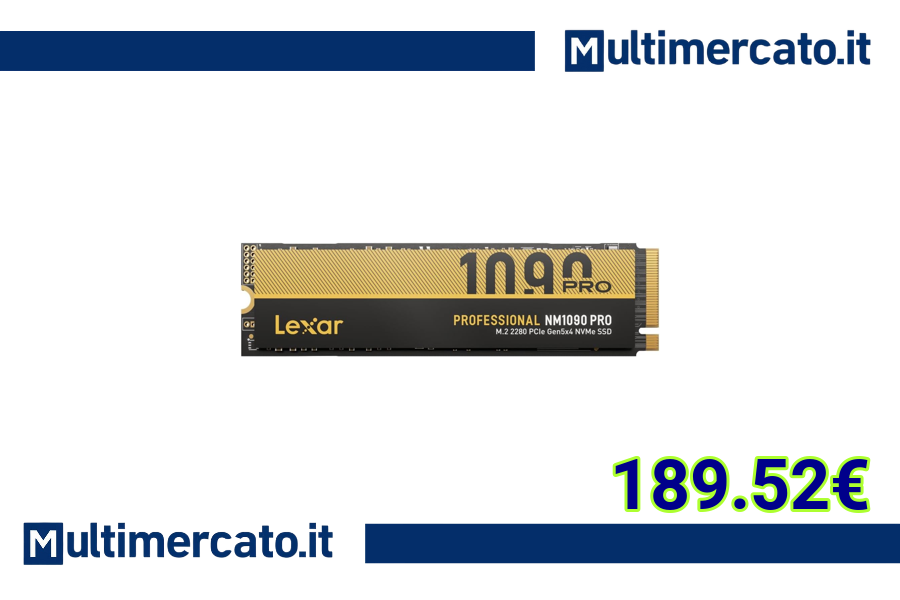 Multimercato.it
1090
PRO
Lexar
PROFESSIONAL NM1090 PRO
M.2 2280 PCIe Gen5x4 NVMe SSD
189.52€
Multimercato.it